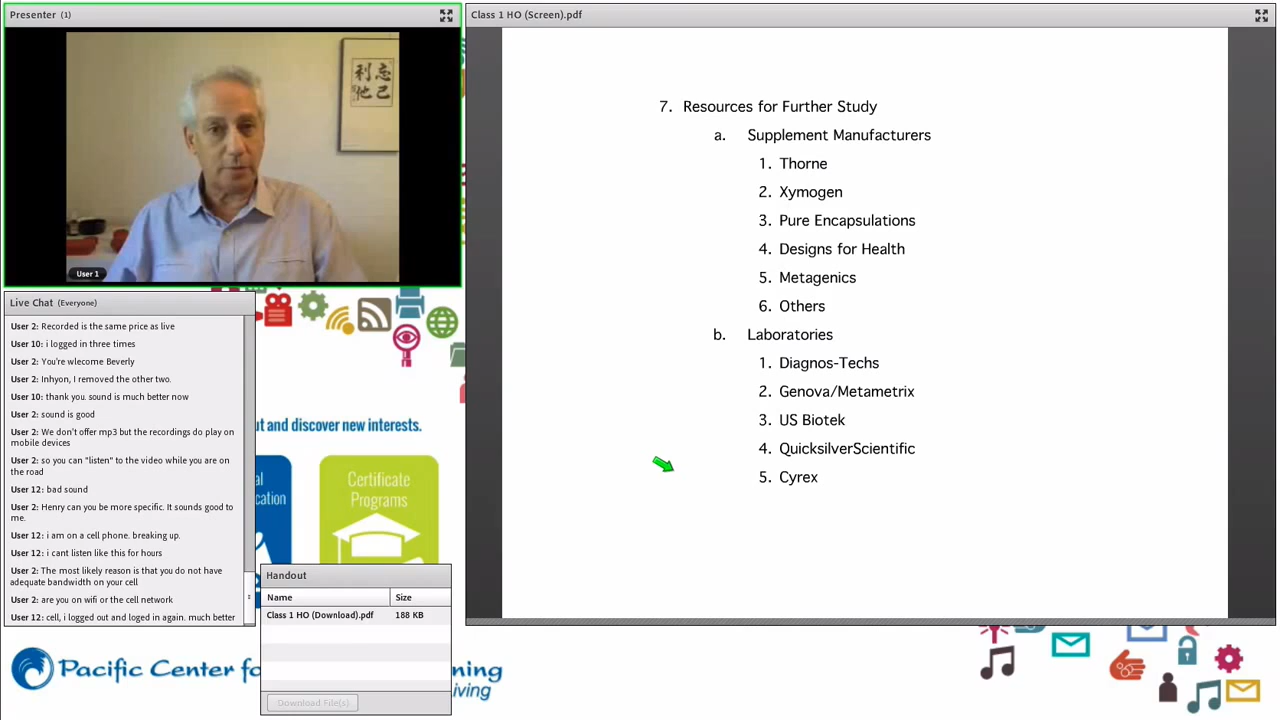 Presenter (1)
忘己
利他
User 1
Live Chat (Everyone)
User 2: Recorded is the same price as live
User 10: i logged in three times
User 2: You're wlecome Beverly
User 2: Inhyon, I removed the other two.
User 10: thank you. sound is much better now
User 2: sound is good
User 2: We don't offer mp3 but the recordings do play on
mobile devices
User 2: so you can "listen" to the video while you are on
the road
User 12: bad sound
User 2: Henry can you be more specific. It sounds good to
me.
User 12: i am on a cell phone. breaking up.
User 12: i cant listen like this for hours
User 2: The most likely reason is that you do not have
adequate bandwidth on your cell
User 2: are you on wifi or the cell network
User 12: cell, i logged out and loged in again. much better
ut and discover new interests.
Certificate
Programs
Handout
Name Size
Class 1 HO (Download).pdf 188 KB
Download File(s)
Pacific Center fo
ning
iving
Class 1 HO (Screen).pdf
7. Resources for Further Study
a. Supplement Manufacturers
1. Thorne
2. Xymogen
3. Pure Encapsulations
4. Designs for Health
5. Metagenics
6. Others
b. Laboratories
1. Diagnos-Techs
2. Genova/Metametrix
3. US Biotek
4. QuicksilverScientific
5. Cyrex